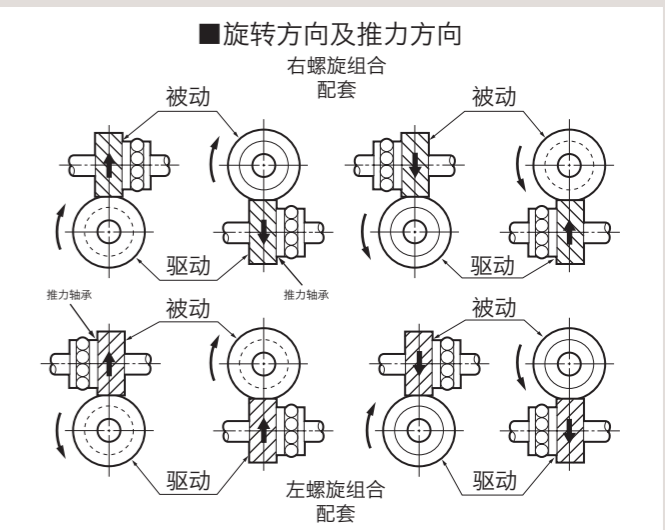 ■旋转方向及推力方向
右螺旋组合
配套
被动
被动
驱动
驱动
推力轴承
推力轴承
被动
被动
驱动
驱动
左螺旋组合
配套